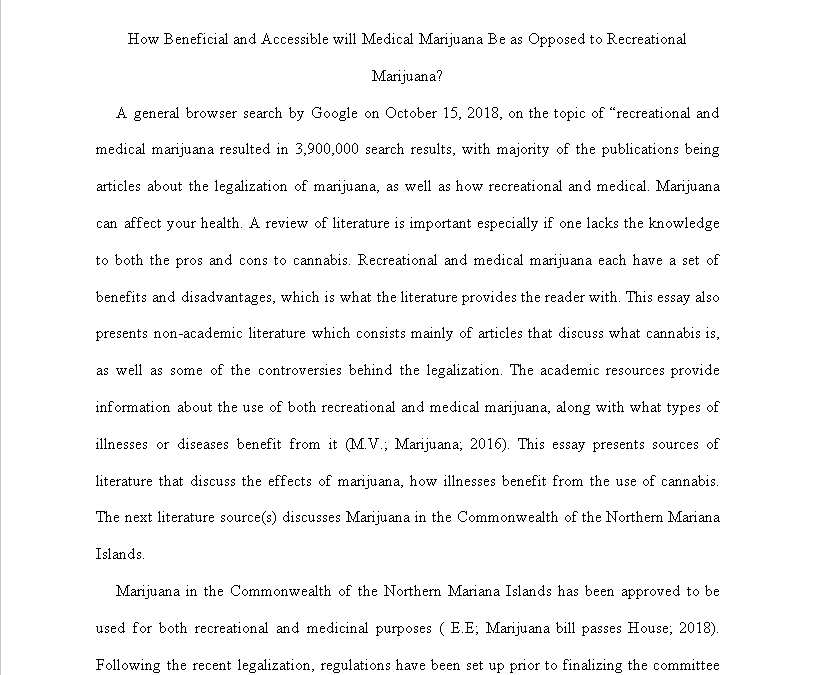 How Beneficial and Accessible will Medical Marijuana Be as Opposed to Recreational
Marijuana?
A general browser search by Google on October 15, 2018, on the topic of “recreational and
medical marijuana resulted in 3,900,000 search results, with majority of the publications being
articles about the legalization of marijuana, as well as how recreational and medical. Marijuana
can affect your health. A review of literature is important especially if one lacks the knowledge
to both the pros and cons to cannabis. Recreational and medical marijuana each have a set of
benefits and disadvantages, which is what the literature provides the reader with. This essay also
presents non-academic literature which consists mainly of articles that discuss what cannabis is,
as well as some of the controversies behind the legalization. The academic resources provide
information about the use of both recreational and medical marijuana, along with what types of
illnesses or diseases benefit from it (M.V.; Marijuana; 2016). This essay presents sources of
literature that discuss the effects of marijuana, how illnesses benefit from the use of cannabis.
The next literature source(s) discusses Marijuana in the Commonwealth of the Northern Mariana
Islands.
Marijuana in the Commonwealth of the Northern Mariana Islands has been approved to be
used for both recreational and medicinal purposes ( E.E; Marijuana bill passes House; 2018).
Following the recent legalization, regulations have been set up prior to finalizing the committee